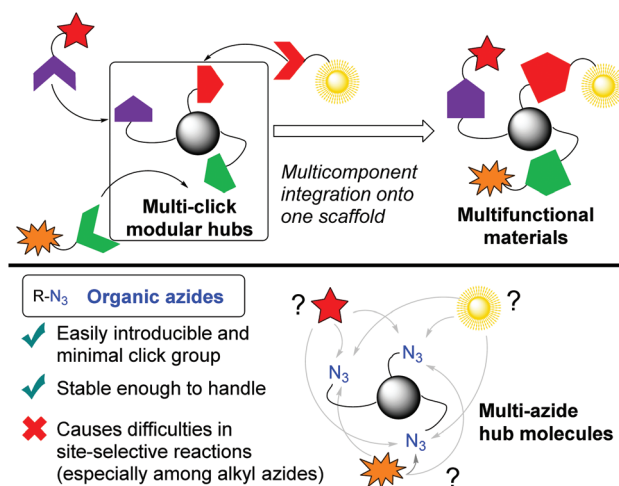 Multi-click
modular hubs
Multicomponent
integration onto
one scaffold
Multifunctional
materials
R-N3 Organic azides
Easily introducible and
minimal click group
Stable enough to handle
Causes difficulties in
site-selective reactions
(especially among alkyl azides)
? ?
N3
N3
N3
?
Multi-azide
hub molecules